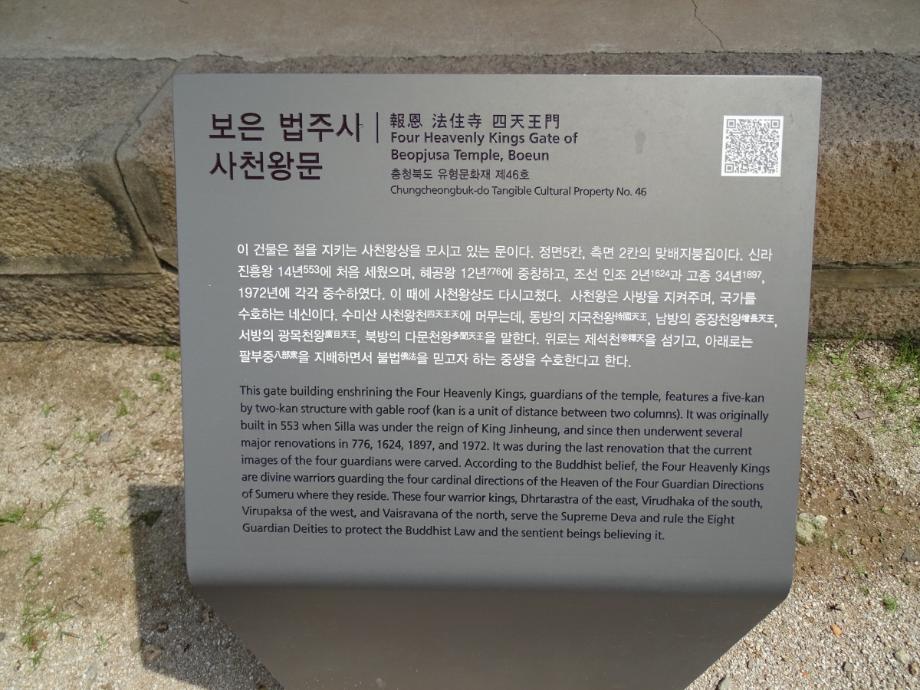 보은 법주사
사천왕문
報恩 法住寺 四天王門
Four Heavenly Kings Gate of
Beopjusa Temple, Boeun
충청북도 유형문화재 제46호
Chungcheongbuk-do Tangible Cultural Property No. 46
이 건물은 절을 지키는 사천왕상을 모시고 있는 문이다. 정면5칸, 측면 2칸의 맞배지붕집이다. 신라
진흥왕 14년553에 처음 세웠으며, 혜공왕 12년776에 중창하고, 조선 인조 2년1624과 고종 34년1897,
1972년에 각각 중수하였다. 이 때에 사천왕상도 다시고쳤다. 사천왕은 사방을 지켜주며, 국가를
수호하는 네신이다. 수미산 사천왕천四天王天에 머무는데, 동방의 지국천왕持國天王, 남방의 증장천왕增長天王,
서방의 광목천왕廣目天王, 북방의 다문천왕多聞天王을 말한다. 위로는 제석천帝釋天을 섬기고, 아래로는
팔부중八部衆을 지배하면서 불법佛法을 믿고자 하는 중생을 수호한다고 한다.
This gate building enshrining the Four Heavenly Kings, guardians of the temple, features a five-kan
by two-kan structure with gable roof (kan is a unit of distance between two columns). It was originally
built in 553 when Silla was under the reign of King Jinheung, and since then underwent several
major renovations in 776, 1624, 1897, and 1972. It was during the last renovation that the current
images of the four guardians were carved. According to the Buddhist belief, the Four Heavenly Kings
are divine warriors guarding the four cardinal directions of the Heaven of the Four Guardian Directions
of Sumeru where they reside. These four warrior kings, Dhrtarastra of the east, Virudhaka of the south,
Virupaksa of the west, and Vaisravana of the north, serve the Supreme Deva and rule the Eight
Guardian Deities to protect the Buddhist Law and the sentient beings believing it.